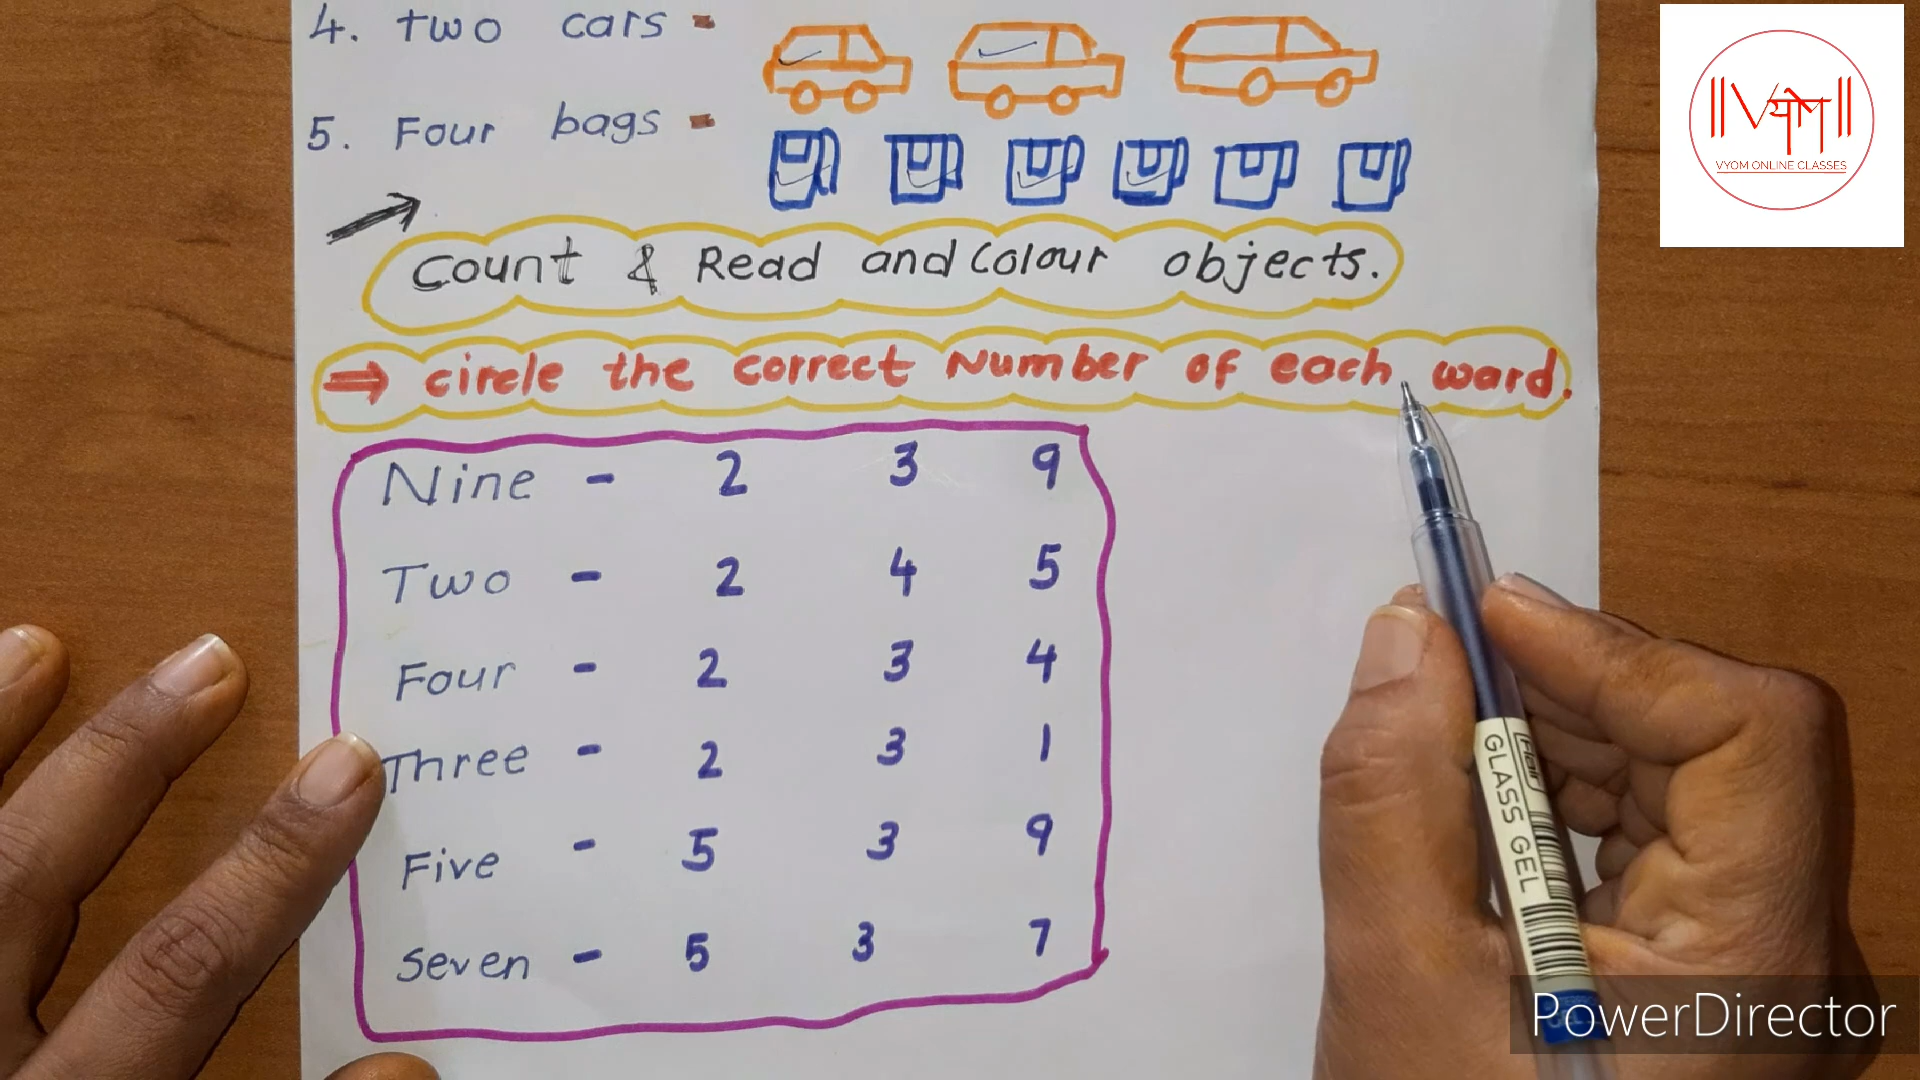 4. Two cars -
5. Four bags -
Count & Read and Colour objects.
⇒ circle the correct Number of each word.
Nine - 2 3 9
Two - 2 4 5
Four - 2 3 4
Three - 2 3 1
Five - 5 3 9
Seven - 5 3 7
||Vयोम||
VYOM ONLINE CLASSES
Flair
GLASS GEL
PowerDirector